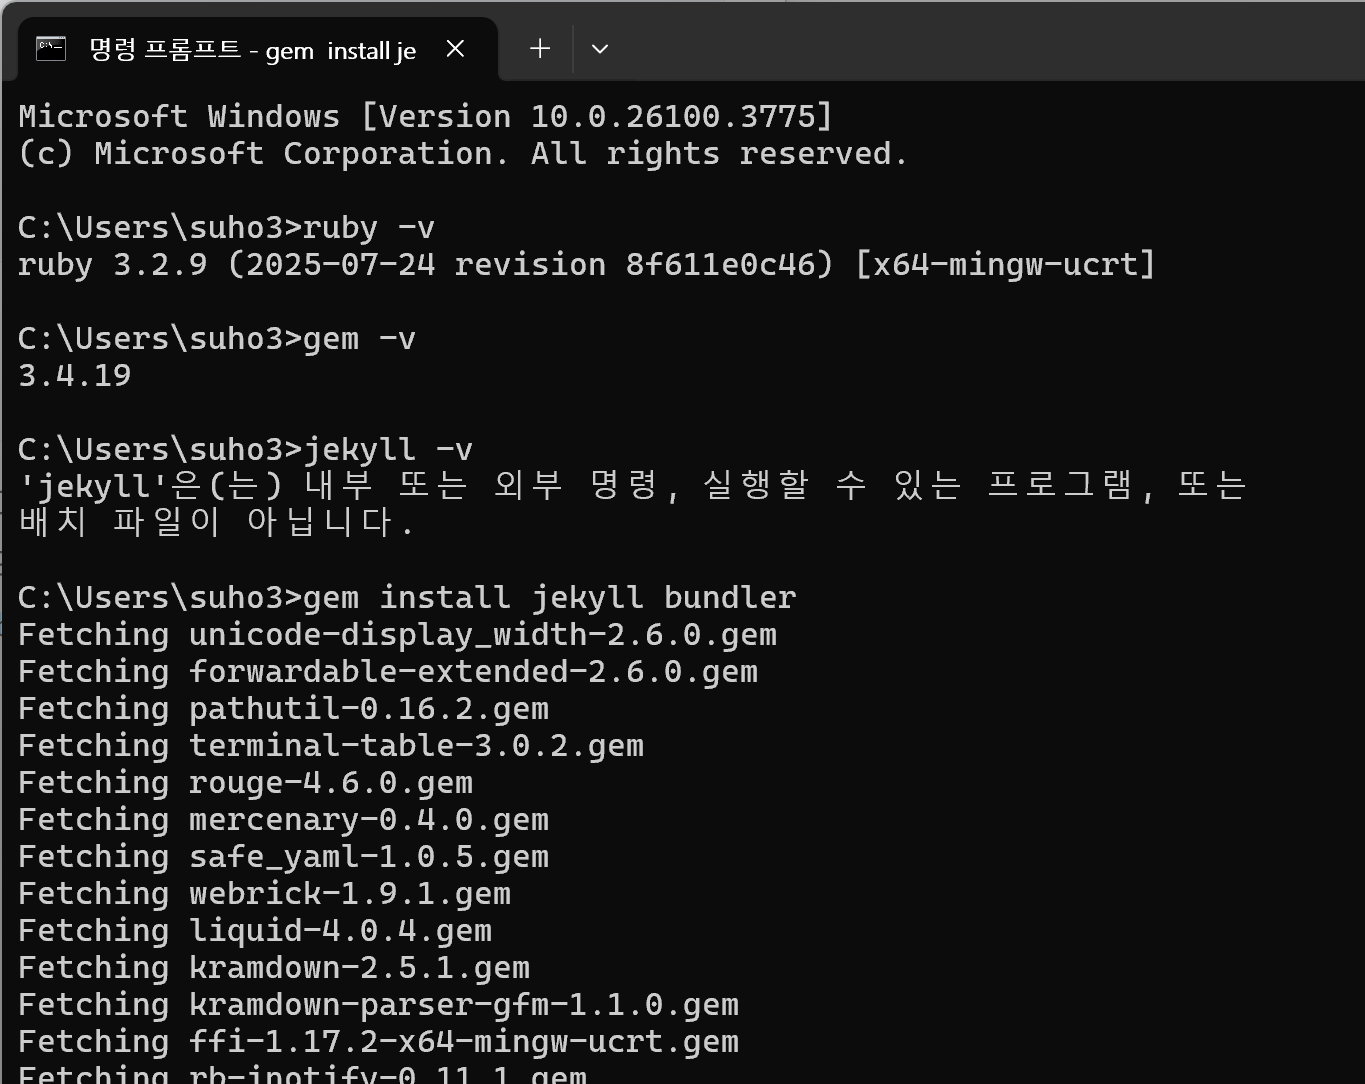 명령 프롬프트 - gem  install je
Microsoft Windows [Version 10.0.26100.3775]
(c) Microsoft Corporation. All rights reserved.
C:\Users\suho3>ruby -v
ruby 3.2.9 (2025-07-24 revision 8f611e0c46) [x64-mingw-ucrt]
C:\Users\suho3>gem -v
3.4.19
C:\Users\suho3>jekyll -v
'jekyll'은(는) 내부 또는 외부 명령, 실행할 수 있는 프로그램, 또는
배치 파일이 아닙니다.
C:\Users\suho3>gem install jekyll bundler
Fetching unicode-display_width-2.6.0.gem
Fetching forwardable-extended-2.6.0.gem
Fetching pathutil-0.16.2.gem
Fetching terminal-table-3.0.2.gem
Fetching rouge-4.6.0.gem
Fetching mercenary-0.4.0.gem
Fetching safe_yaml-1.0.5.gem
Fetching webrick-1.9.1.gem
Fetching liquid-4.0.4.gem
Fetching kramdown-2.5.1.gem
Fetching kramdown-parser-gfm-1.1.0.gem
Fetching ffi-1.17.2-x64-mingw-ucrt.gem
Fetching rb-inotify-0.11.1.gem